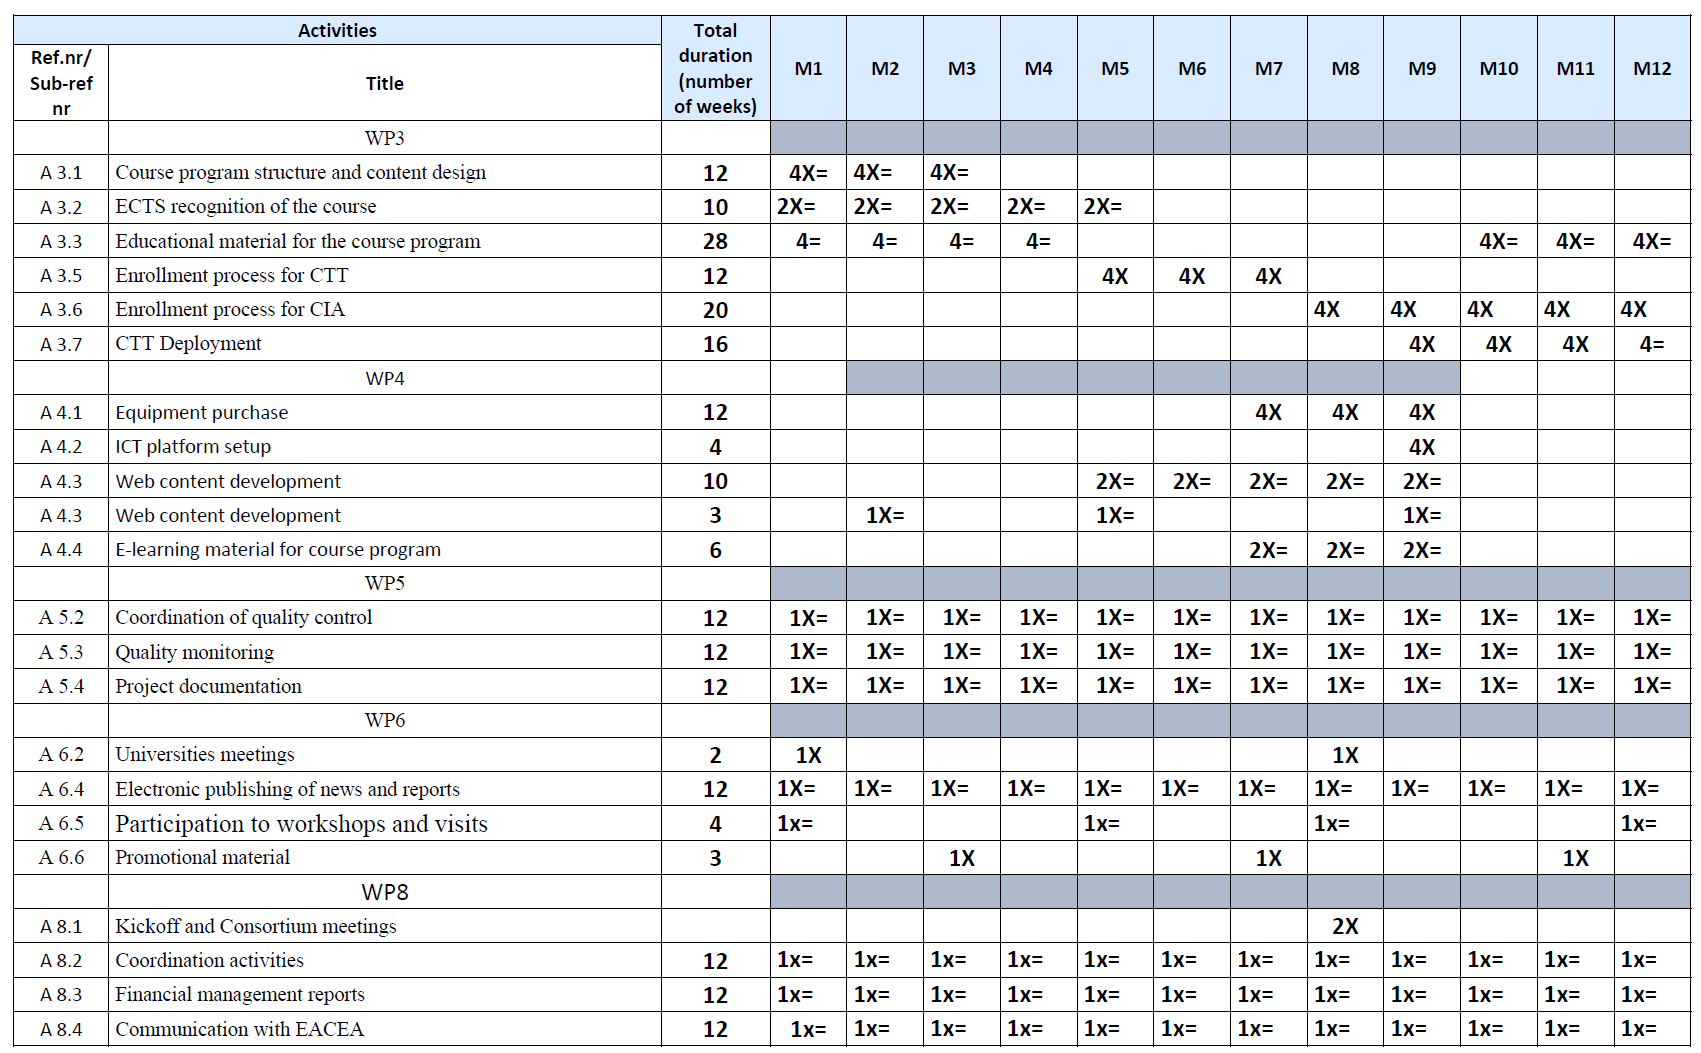 Activities
Total duration (number of weeks) M1 M2 M3 M4 M5 M6 M7 M8 M9 M10 M11 M12
Ref.nr/ Sub-ref nr Title
WP3
A 3.1 Course program structure and content design 12 4X= 4X= 4X=
A 3.2 ECTS recognition of the course 10 2X= 2X= 2X= 2X= 2X=
A 3.3 Educational material for the course program 28 4= 4= 4= 4= 4X= 4X= 4X=
A 3.5 Enrollment process for CTT 12 4X 4X 4X
A 3.6 Enrollment process for CIA 20 4X 4X 4X 4X 4X
A 3.7 CTT Deployment 16 4X 4X 4X 4=
WP4
A 4.1 Equipment purchase 12 4X 4X 4X
A 4.2 ICT platform setup 4 4X
A 4.3 Web content development 10 2X= 2X= 2X= 2X= 2X=
A 4.3 Web content development 3 1X= 1X= 1X=
A 4.4 E-learning material for course program 6 2X= 2X= 2X=
WP5
A 5.2 Coordination of quality control 12 1X= 1X= 1X= 1X= 1X= 1X= 1X= 1X= 1X= 1X= 1X= 1X=
A 5.3 Quality monitoring 12 1X= 1X= 1X= 1X= 1X= 1X= 1X= 1X= 1X= 1X= 1X= 1X=
A 5.4 Project documentation 12 1X= 1X= 1X= 1X= 1X= 1X= 1X= 1X= 1X= 1X= 1X= 1X=
WP6
A 6.2 Universities meetings 2 1X 1X
A 6.4 Electronic publishing of news and reports 12 1X= 1X= 1X= 1X= 1X= 1X= 1X= 1X= 1X= 1X= 1X= 1X=
A 6.5 Participation to workshops and visits 4 1x= 1x= 1x= 1x=
A 6.6 Promotional material 3 1X 1X 1X
WP8
A 8.1 Kickoff and Consortium meetings 2X
A 8.2 Coordination activities 12 1x= 1x= 1x= 1x= 1x= 1x= 1x= 1x= 1x= 1x= 1x= 1x=
A 8.3 Financial management reports 12 1x= 1x= 1x= 1x= 1x= 1x= 1x= 1x= 1x= 1x= 1x= 1x=
A 8.4 Communication with EACEA 12 1x= 1x= 1x= 1x= 1x= 1x= 1x= 1x= 1x= 1x= 1x= 1x=